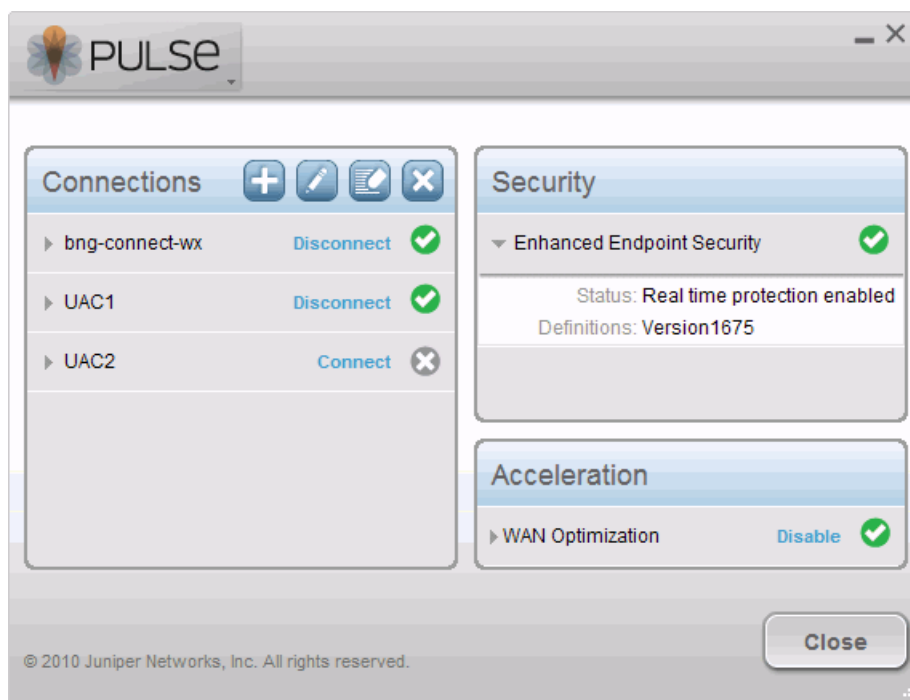 PULSE
Connections
bng-connect-wx Disconnect
UAC1 Disconnect
UAC2 Connect
Security
Enhanced Endpoint Security
Status: Real time protection enabled
Definitions: Version1675
Acceleration
WAN Optimization Disable
Close
© 2010 Juniper Networks, Inc. All rights reserved.